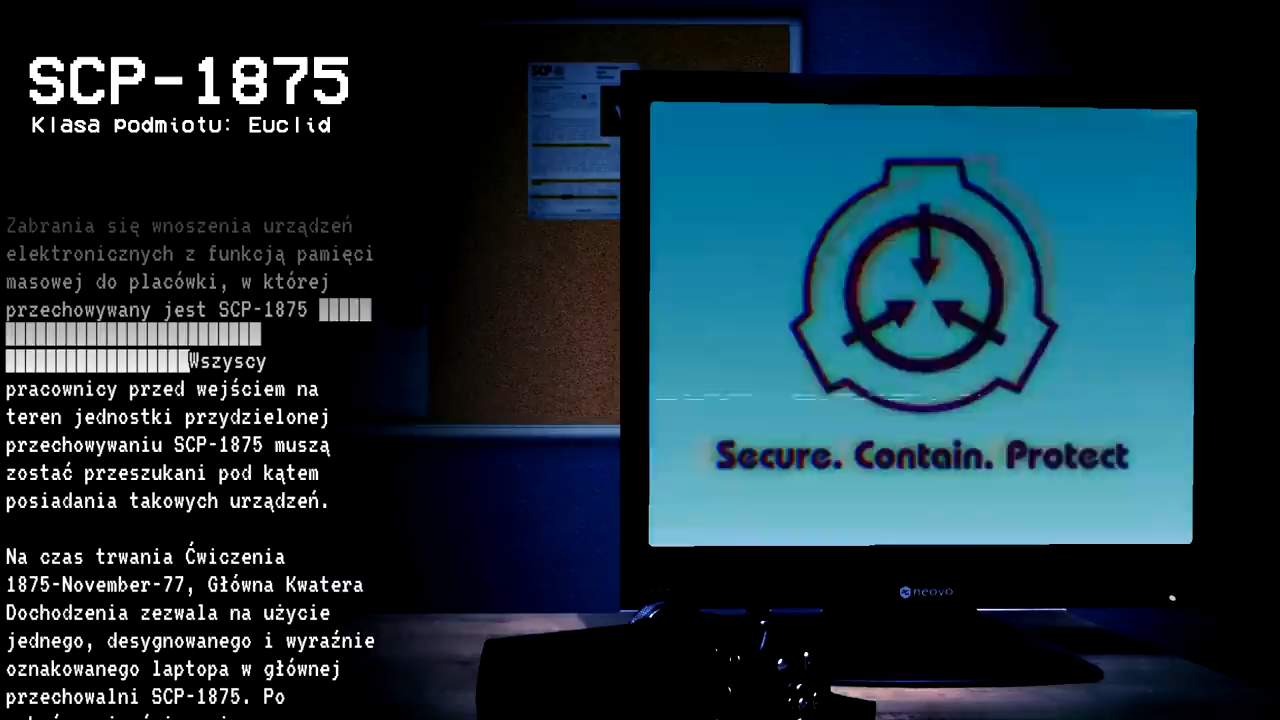 SCP-1875
Klasa podmiotu: Euclid
Zabrania się wnoszenia urządzeń
elektronicznych z funkcją pamięci
masowej do placówki, w której
przechowywany jest SCP-1875
Wszyscy
pracownicy przed wejściem na
teren jednostki przydzielonej
przechowywaniu SCP-1875 muszą
zostać przeszukani pod kątem
posiadania takowych urządzeń.
Na czas trwania Ćwiczenia
1875-November-77, Główna Kwatera
Dochodzenia zezwala na użycie
jednego, desygnowanego i wyraźnie
oznakowanego laptopa w głównej
przechowalni SCP-1875. Po
SCP
Secure. Contain. Protect
neovo